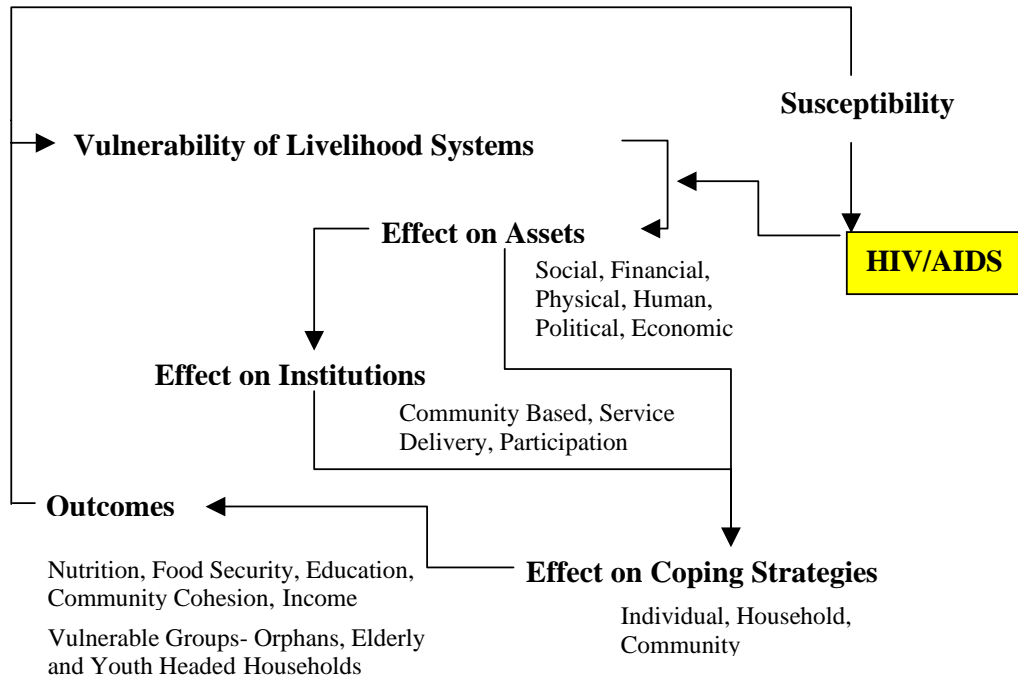 Susceptibility
Vulnerability of Livelihood Systems
Effect on Assets
HIV/AIDS
Social, Financial,
Physical, Human,
Political, Economic
Effect on Institutions
Community Based, Service
Delivery, Participation
Outcomes
Nutrition, Food Security, Education,
Community Cohesion, Income
Vulnerable Groups- Orphans, Elderly
and Youth Headed Households
Effect on Coping Strategies
Individual, Household,
Community